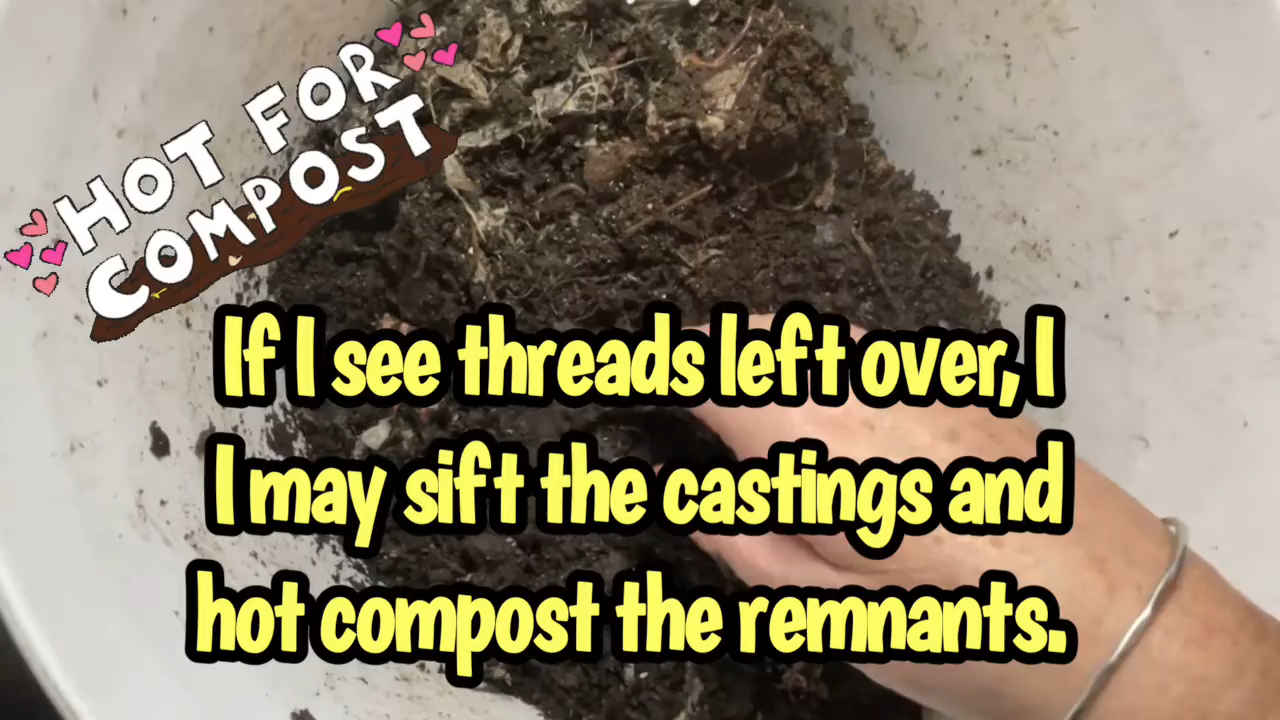 HOT FOR
COMPOST
If I see threads left over, I
I may sift the castings and
hot compost the remnants.